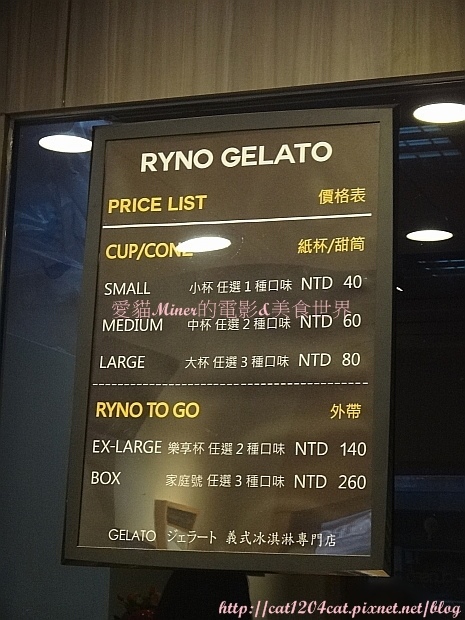 RYNO GELATO
PRICE LIST 價格表
CUP/CONE 紙杯/甜筒
SMALL 小杯 任選 1 種口味 NTD 40
愛貓Miner的電影&美食世界
MEDIUM 中杯 任選 2 種口味 NTD 60
LARGE 大杯 任選 3 種口味 NTD 80
RYNO TO GO 外帶
EX-LARGE 樂享杯 任選 2 種口味 NTD 140
BOX 家庭號 任選 3 種口味 NTD 260
GELATO ジェラート 義式冰淇淋專門店
http://cat1204cat.pixnet.net/blog